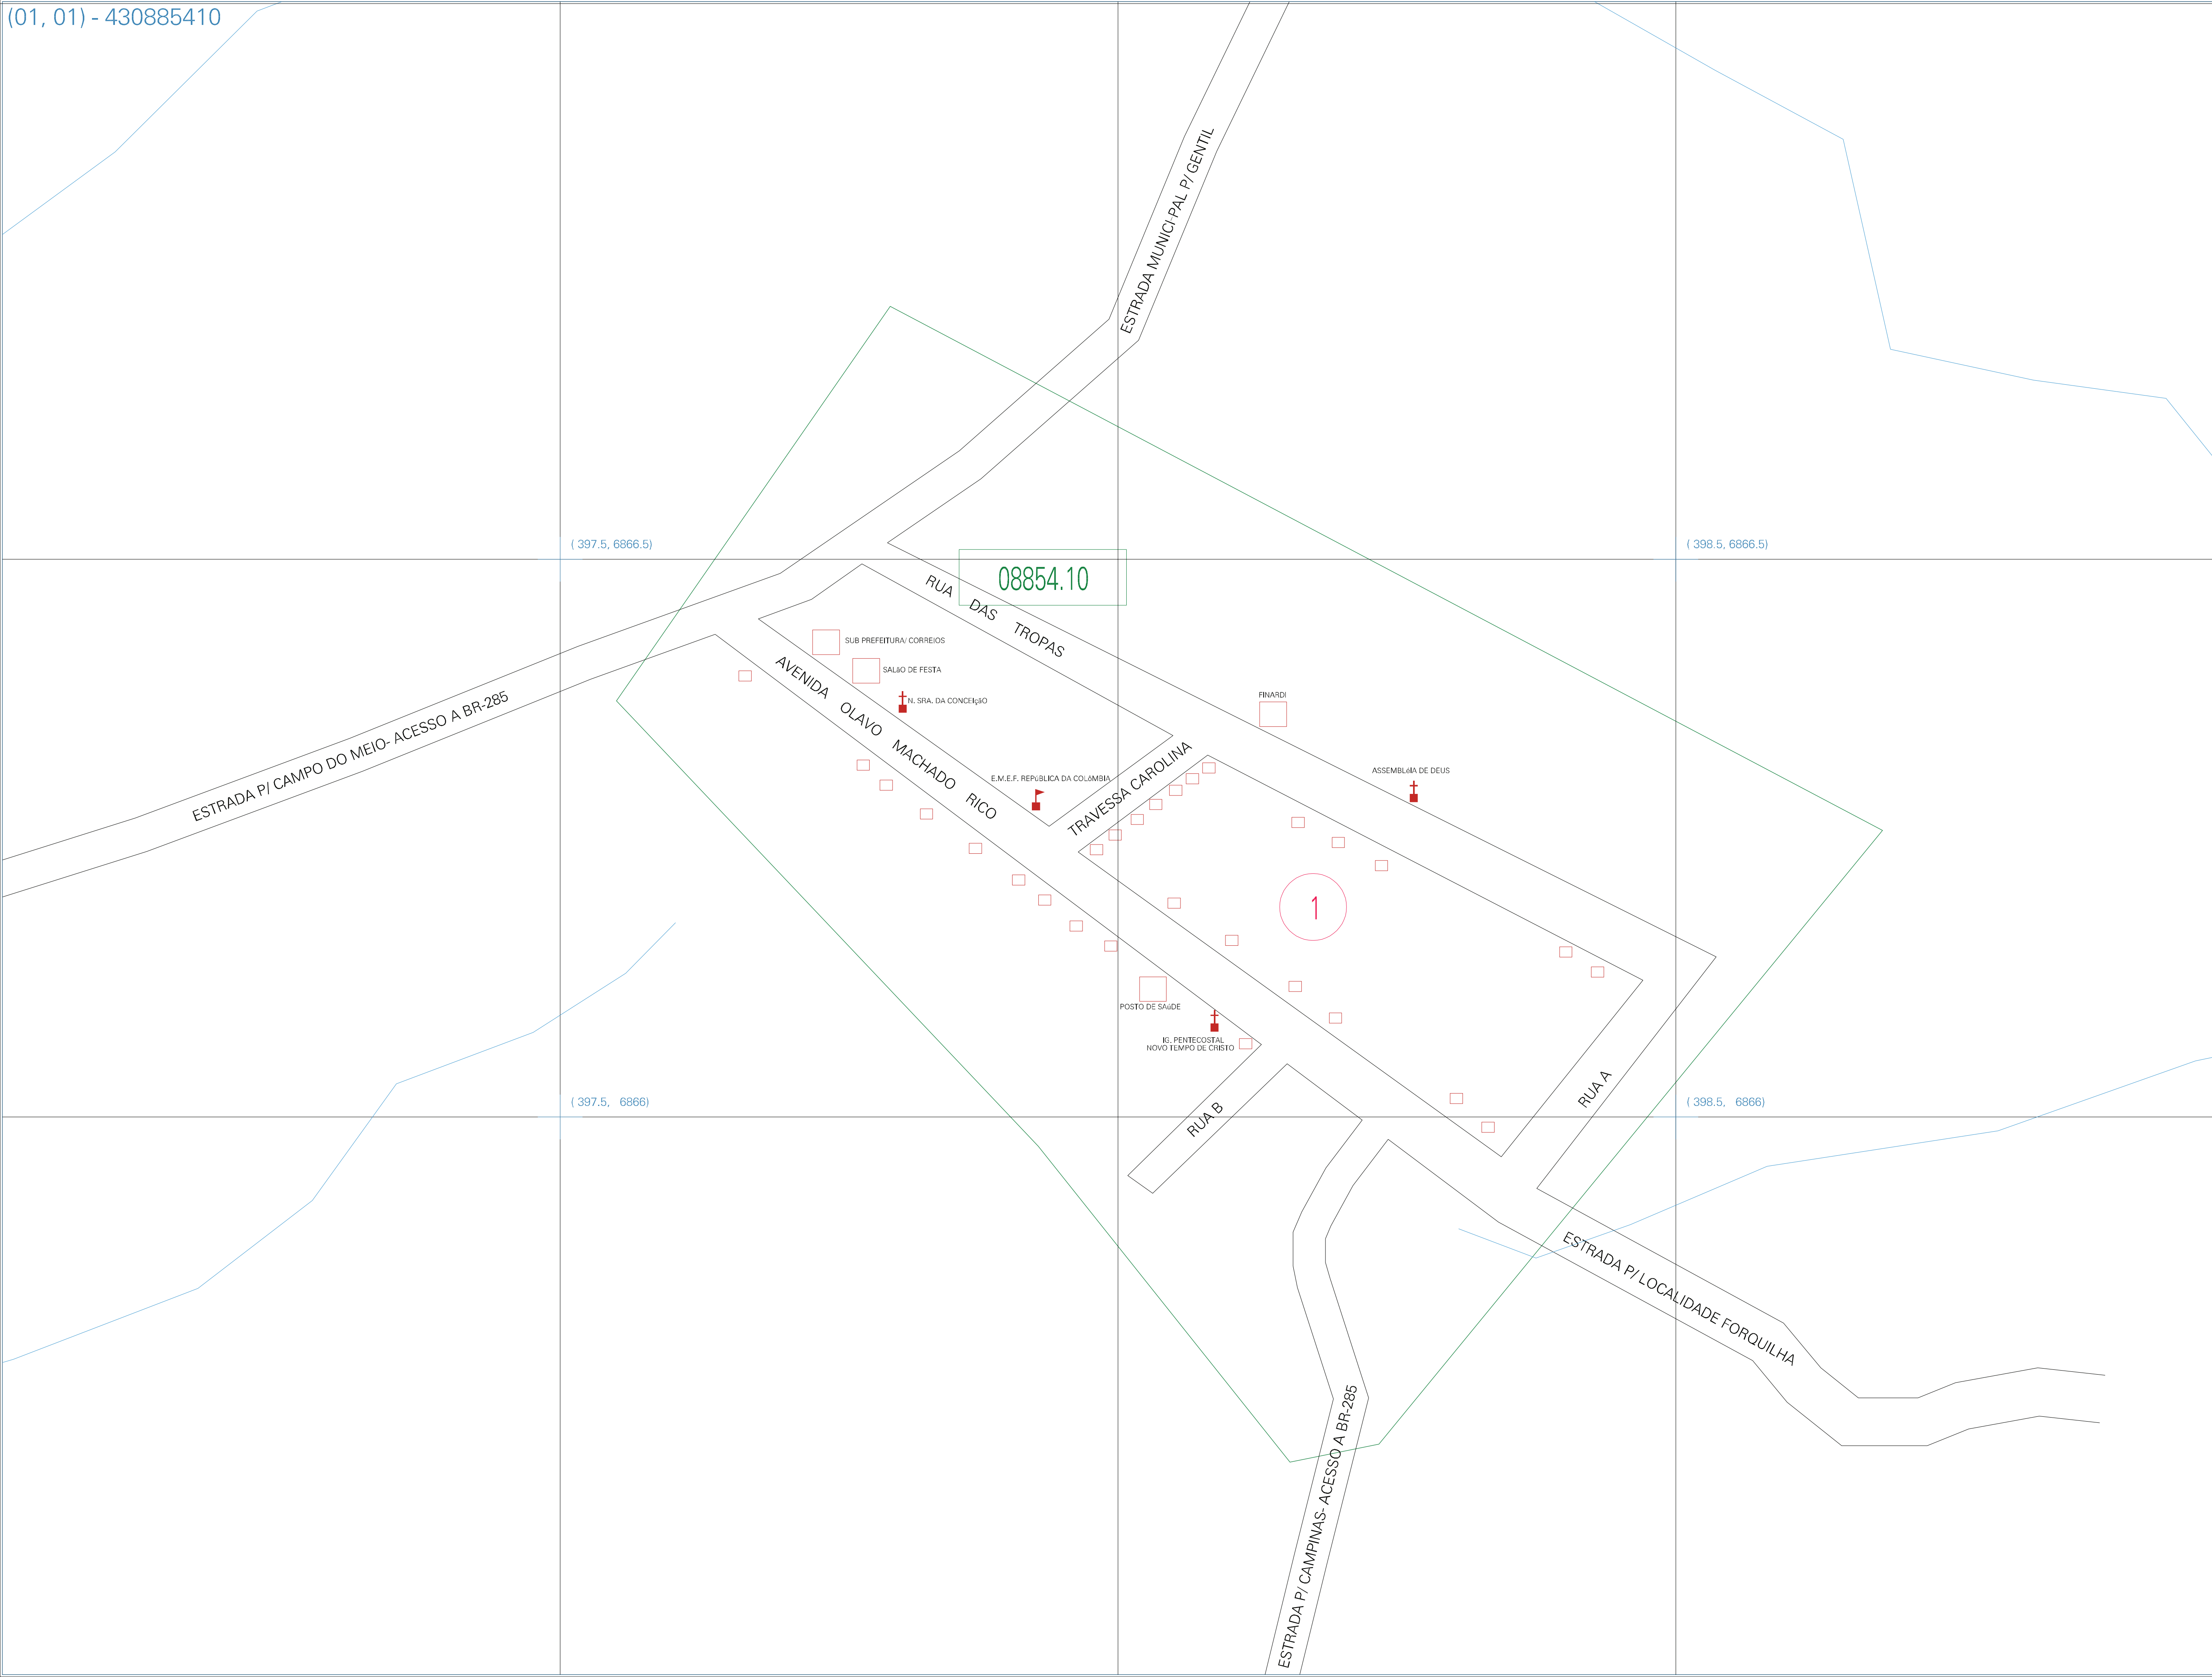 (01, 01) - 430885410
ESTRADA MUNICI-PAL P/ GENTIL
( 397.5, 6866.5)
( 398.5, 6866.5)
08854.10
RUA DAS TROPAS
SUB PREFEITURA/ CORREIOS
SALãO DE FESTA
N. SRA. DA CONCEIçãO
AVENIDA OLAVO MACHADO RICO
ESTRADA P/ CAMPO DO MEIO- ACESSO A BR-285
FINARDI
TRAVESSA CAROLINA
E.M.E.F. REPúBLICA DA COLôMBIA
ASSEMBLéIA DE DEUS
1
POSTO DE SAúDE
IG. PENTECOSTAL
NOVO TEMPO DE CRISTO
RUA A
RUA B
( 397.5, 6866)
( 398.5, 6866)
ESTRADA P/ LOCALIDADE FORQUILHA
ESTRADA P/ CAMPINAS- ACESSO A BR-285